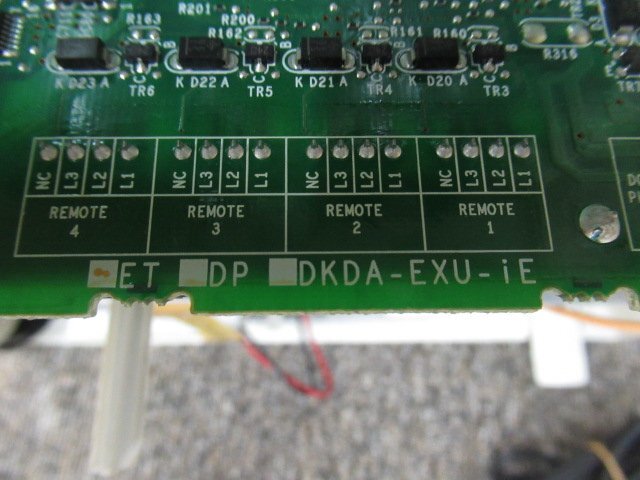 R201
R163
R200
R162
R161
R160
R316
B
B
B
B
K D23 A
C
TR6
K D22 A
C
TR5
K D21 A
C
TR4
K D20 A
C
TR3
E
NC L3 L2 L1
NC L3 L2 L1
NC L3 L2 L1
NC L3 L2 L1
REMOTE
4
REMOTE
3
REMOTE
2
REMOTE
1
ET DP DKDA-EXU-iE